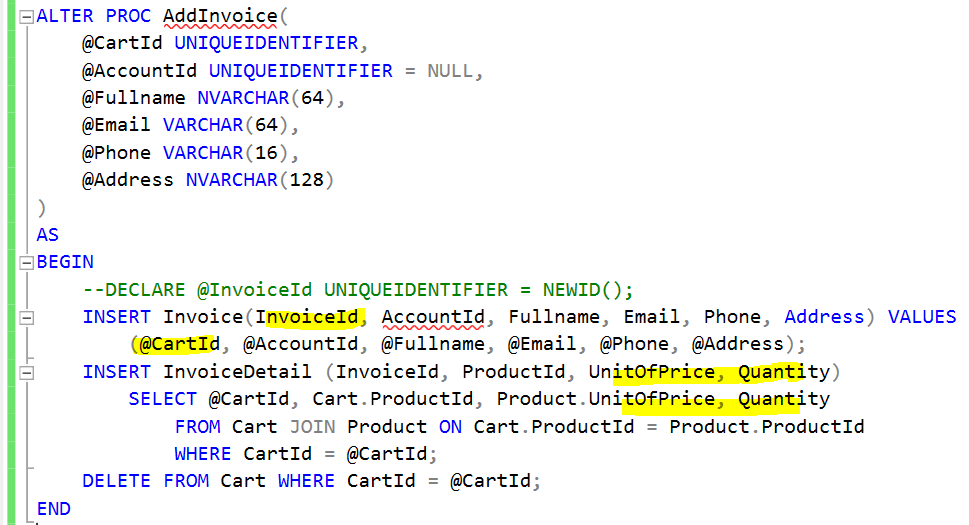 ALTER PROC AddInvoice(
    @CartId UNIQUEIDENTIFIER,
    @AccountId UNIQUEIDENTIFIER = NULL,
    @Fullname NVARCHAR(64),
    @Email VARCHAR(64),
    @Phone VARCHAR(16),
    @Address NVARCHAR(128)
)
AS
BEGIN
    --DECLARE @InvoiceId UNIQUEIDENTIFIER = NEWID();
    INSERT Invoice(InvoiceId, AccountId, Fullname, Email, Phone, Address) VALUES
        (@CartId, @AccountId, @Fullname, @Email, @Phone, @Address);
    INSERT InvoiceDetail (InvoiceId, ProductId, UnitOfPrice, Quantity)
        SELECT @CartId, Cart.ProductId, Product.UnitOfPrice, Quantity
            FROM Cart JOIN Product ON Cart.ProductId = Product.ProductId
            WHERE CartId = @CartId;
    DELETE FROM Cart WHERE CartId = @CartId;
END